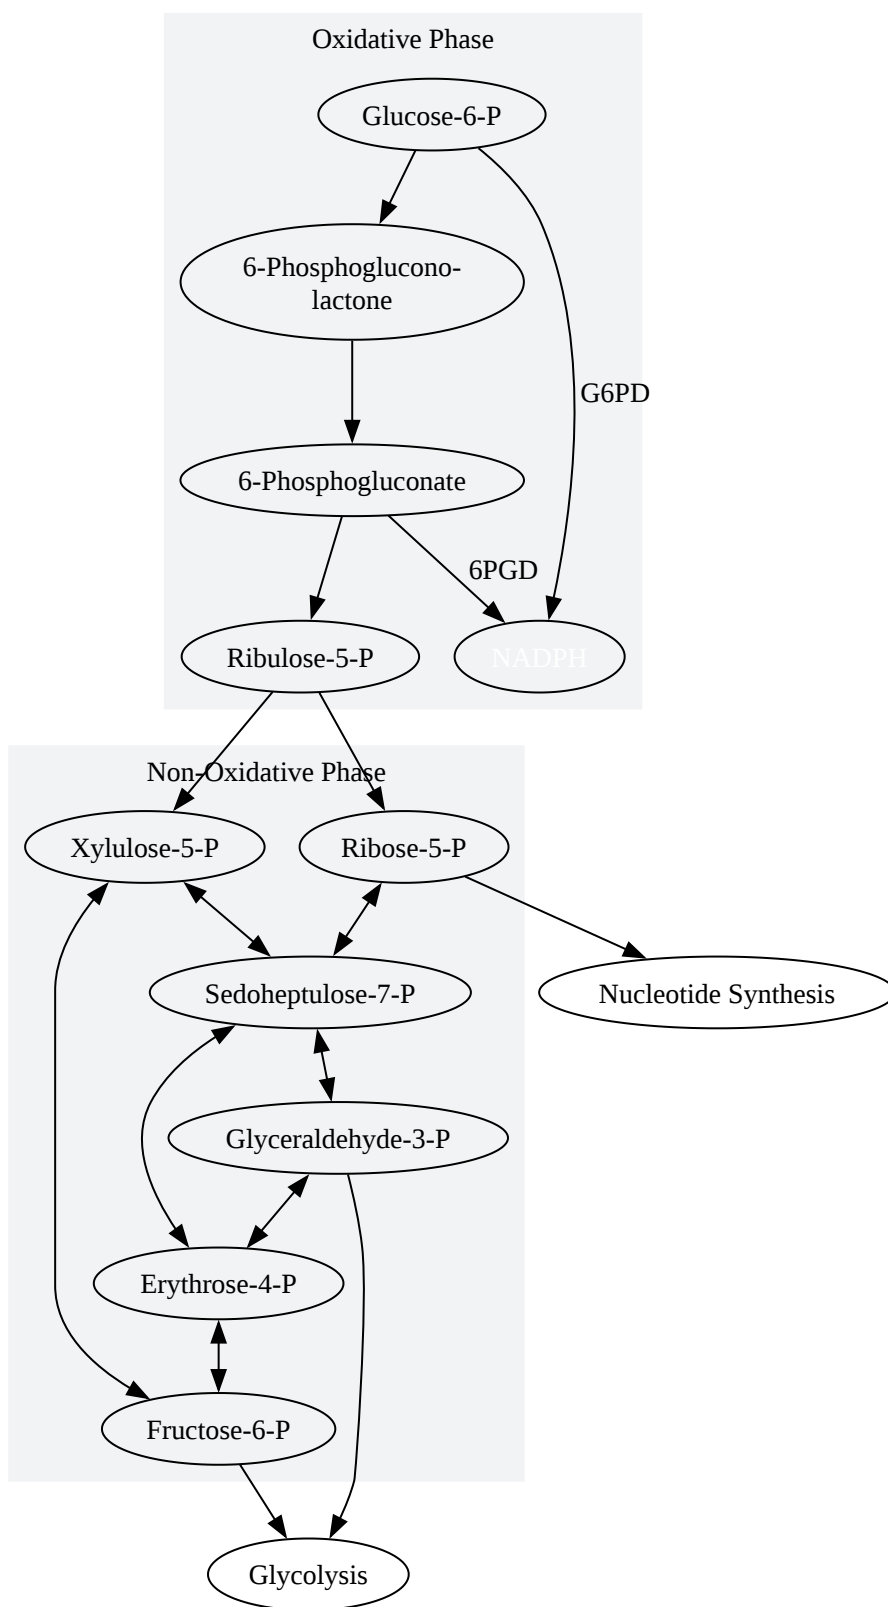 Oxidative Phase
Glucose-6-P
6-Phosphoglucono-
lactone
G6PD
6-Phosphogluconate
6PGD
Ribulose-5-P
NADPH
Non-Oxidative Phase
Xylulose-5-P
Ribose-5-P
Sedoheptulose-7-P
Nucleotide Synthesis
Glyceraldehyde-3-P
Erythrose-4-P
Fructose-6-P
Glycolysis